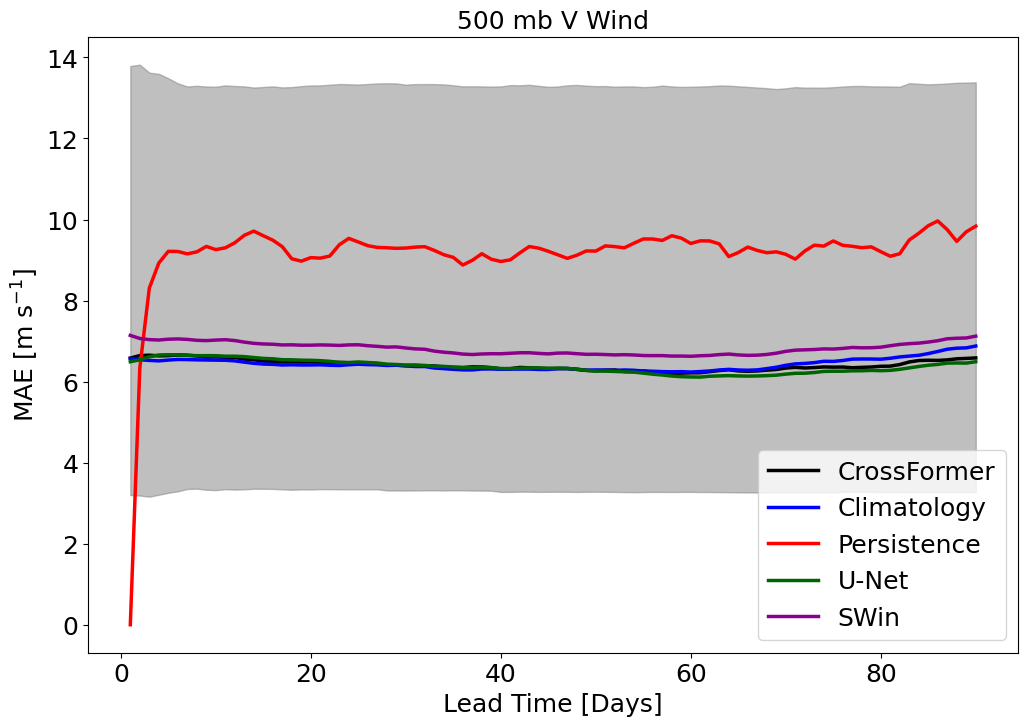 500 mb V Wind
MAE [m s⁻¹]
14
12
10
8
6
4
2
0
0 20 40 60 80
Lead Time [Days]
CrossFormer
Climatology
Persistence
U-Net
SWin